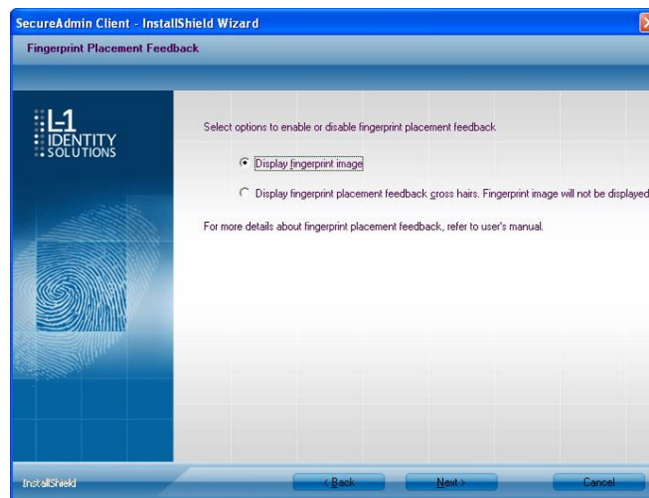 SecureAdmin Client - InstallShield Wizard
Fingerprint Placement Feedback
L-1
IDENTITY
SOLUTIONS
Select options to enable or disable fingerprint placement feedback
Display fingerprint image
Display fingerprint placement feedback cross hairs. Fingerprint image will not be displayed
For more details about fingerprint placement feedback, refer to user's manual.
InstallShield
< Back
Next >
Cancel